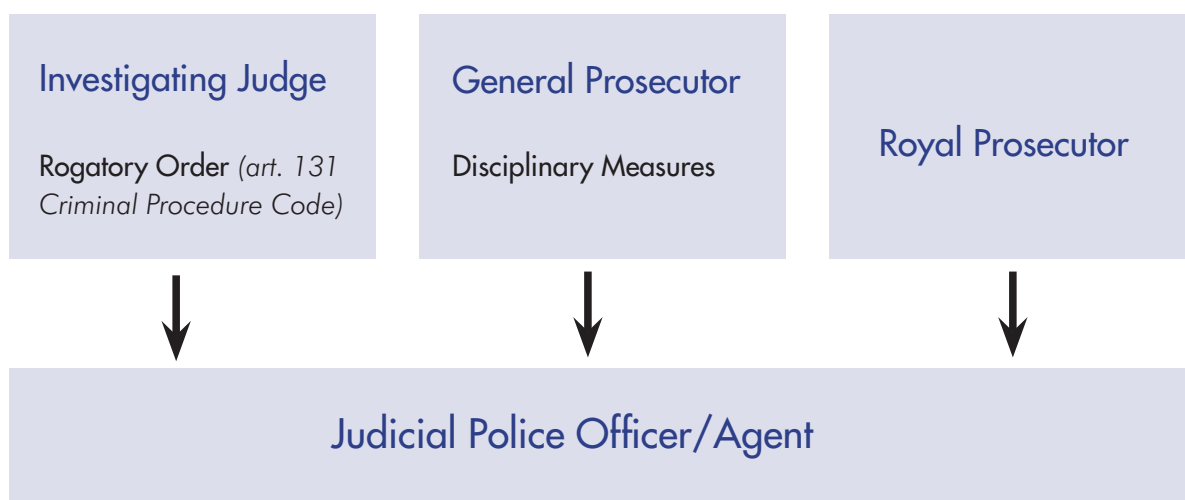 Investigating Judge
Rogatory Order (art. 131
Criminal Procedure Code)
General Prosecutor
Disciplinary Measures
Royal Prosecutor
Judicial Police Officer/Agent